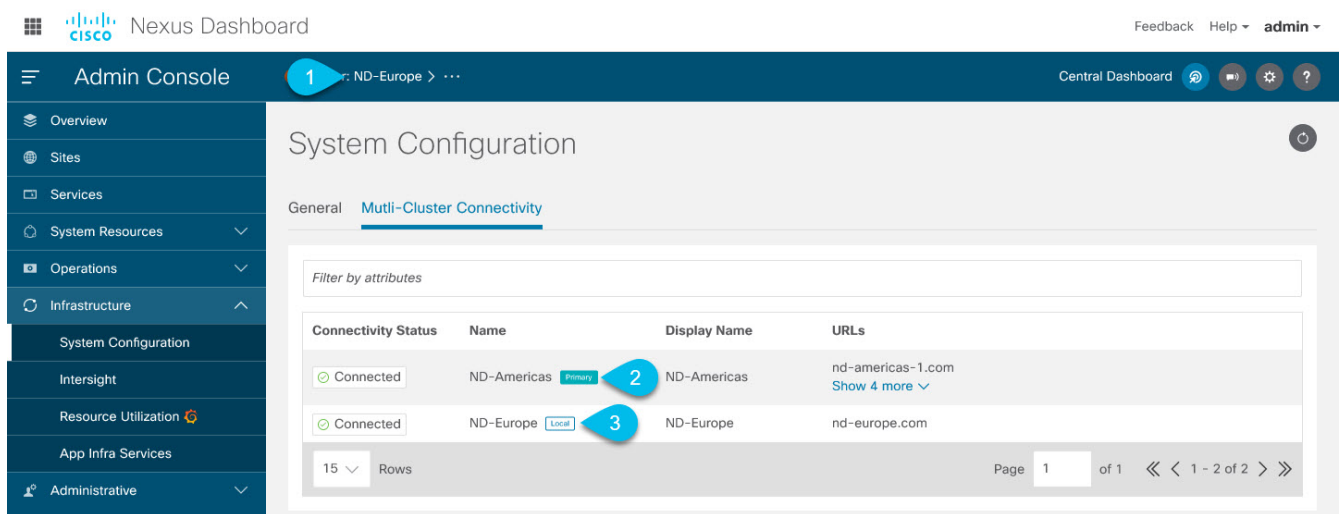 CISCO Nexus Dashboard Feedback Help admin
Admin Console 1 r: ND-Europe > ··· Central Dashboard ?
Overview
Sites
Services
System Resources
Operations
Infrastructure
System Configuration
Intersight
Resource Utilization
App Infra Services
Administrative
System Configuration
General Mutli-Cluster Connectivity
Filter by attributes
Connectivity Status Name Display Name URLs
Connected ND-Americas Primary 2 ND-Americas nd-americas-1.com
Show 4 more
Connected ND-Europe Local 3 ND-Europe nd-europe.com
15 Rows Page 1 of 1 1 - 2 of 2